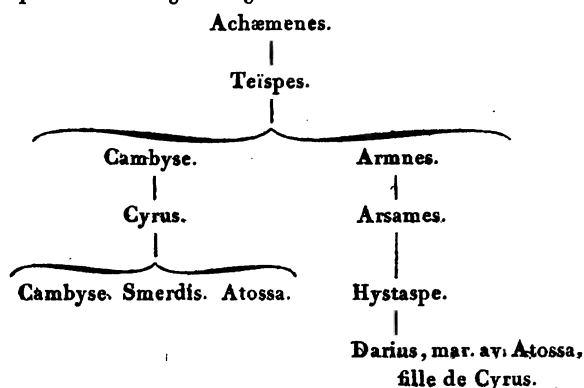 Achæmenes.
Teïspes.
Cambyse. Armnes.
Cyrus. Arsames.
Cambyse. Smerdis. Atossa. Hystaspe.
Darius, mar. av. Atossa,
fille de Cyrus.